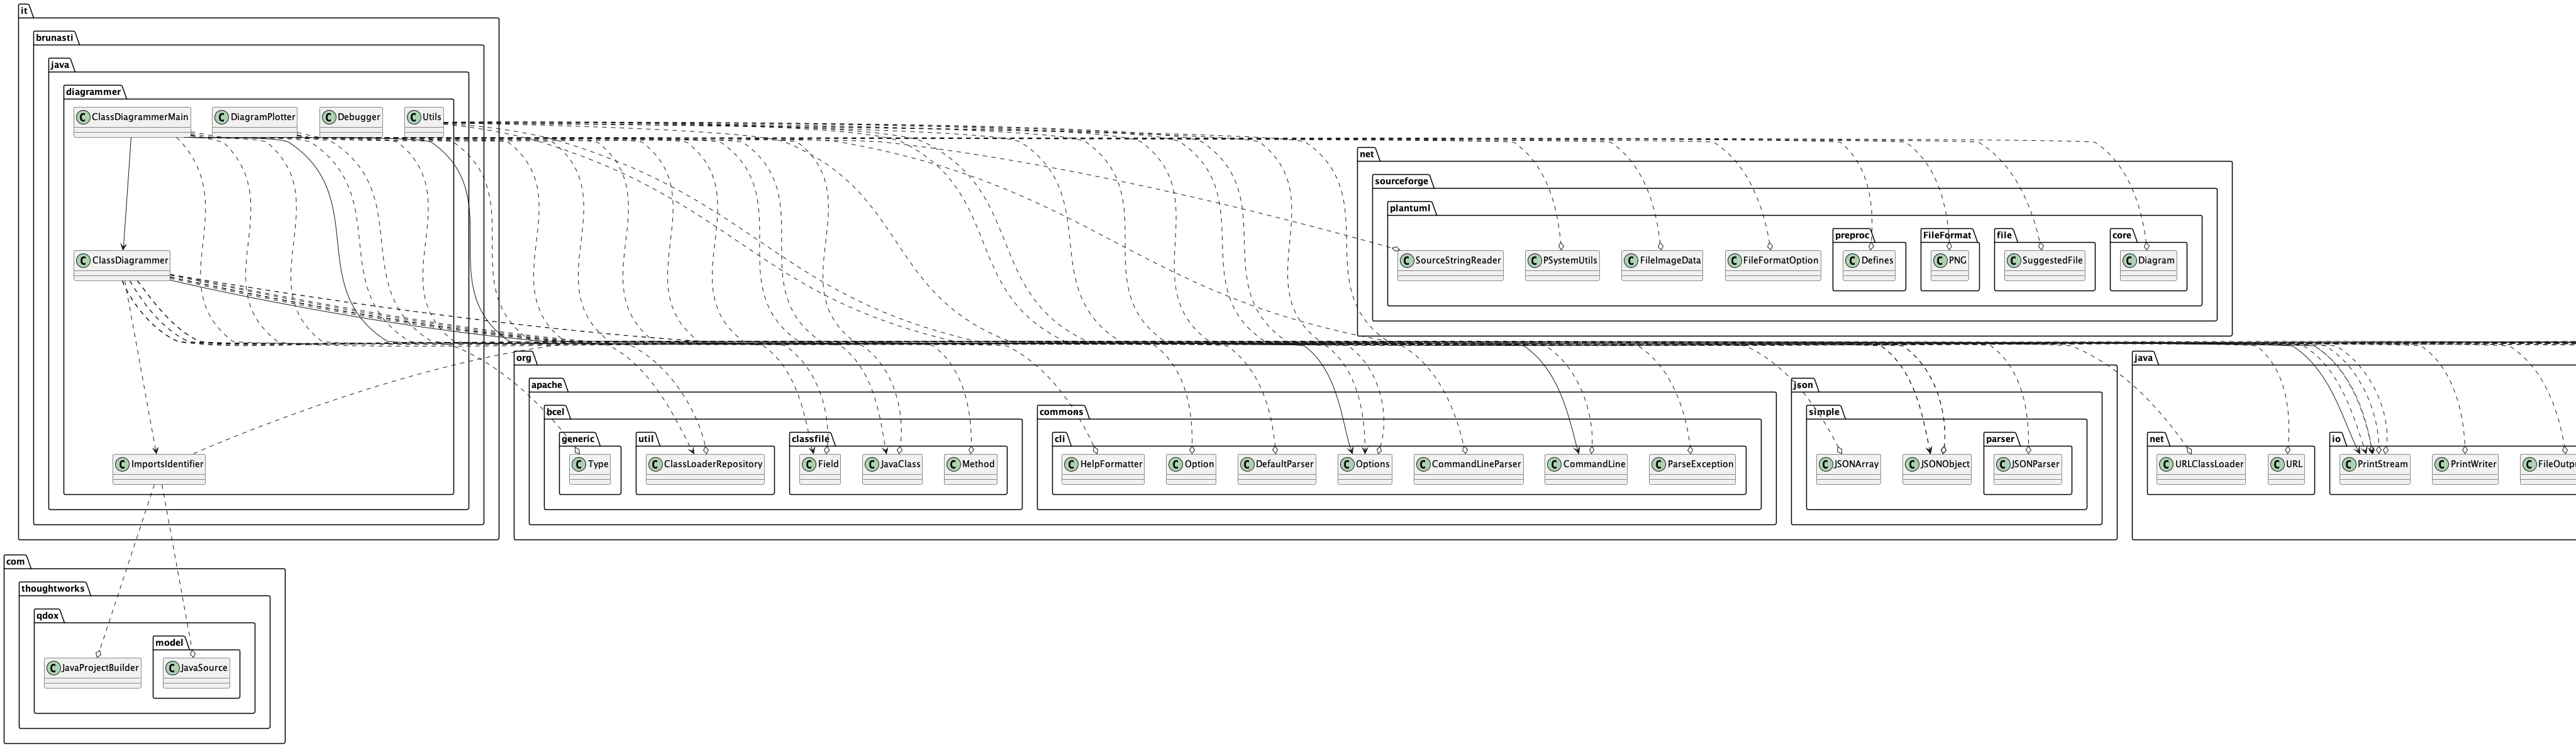 it
brunasti
java
diagrammer
C ClassDiagrammerMain
C DiagramPlotter
C Debugger
C Utils
net
sourceforge
plantuml
preproc
FileFormat
file
core
C ClassDiagrammer
C SourceStringReader
C PSystemUtils
C FileImageData
C FileFormatOption
C Defines
C PNG
C SuggestedFile
C Diagram
org
java
apache
json
bcel
commons
simple
generic
util
classfile
cli
parser
net
io
C ImportsIdentifier
C Type
C ClassLoaderRepository
C Field
C JavaClass
C Method
C HelpFormatter
C Option
C DefaultParser
C Options
C CommandLineParser
C CommandLine
C ParseException
C JSONArray
C JSONObject
C JSONParser
C URLClassLoader
C URL
C PrintStream
C PrintWriter
C
com
thoughtworks
qdox
model
C JavaProjectBuilder
C JavaSource